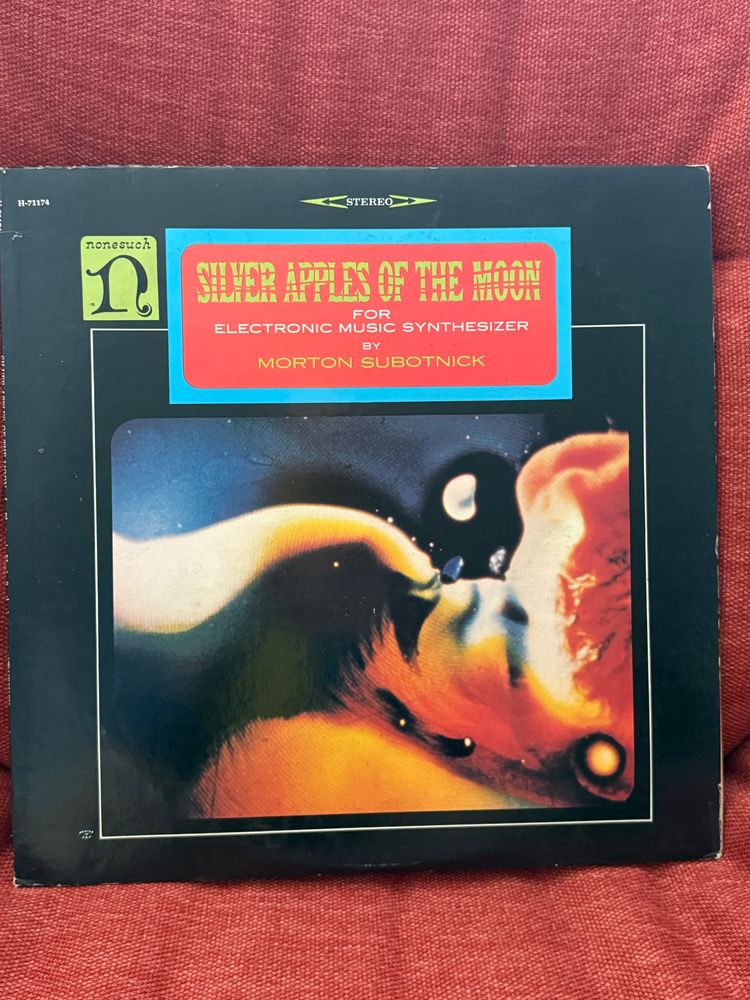 H-71174
STEREO
nonesuch
n
SILVER APPLES OF THE MOON
FOR
ELECTRONIC MUSIC SYNTHESIZER
BY
MORTON SUBOTNICK